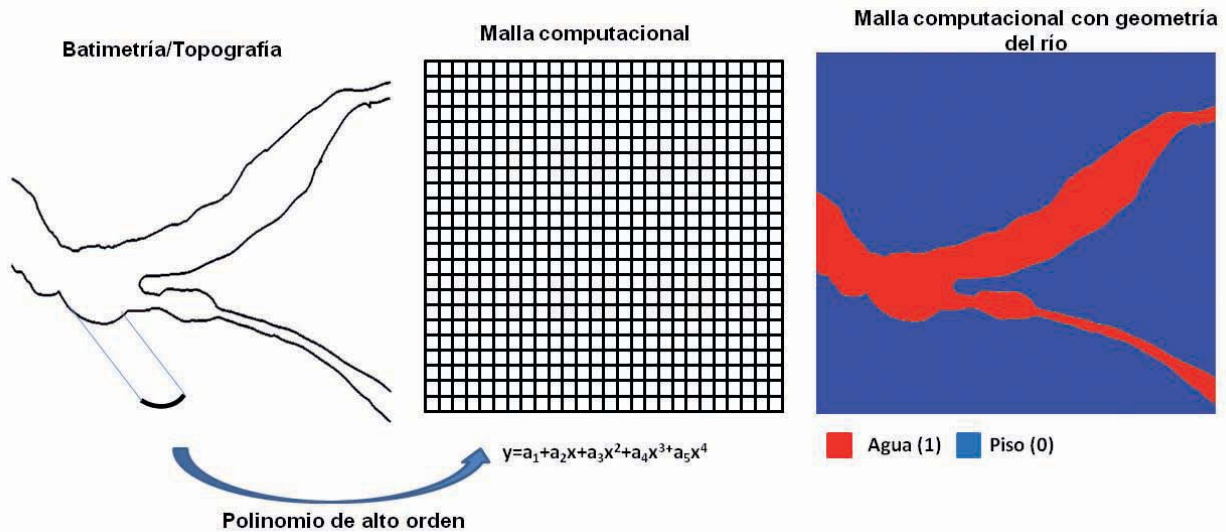 Batimetría/Topografía
Malla computacional
Malla computacional con geometría
del río
y=a₁+a₂x+a₃x²+a₄x³+a₅x⁴
Agua (1)
Piso (0)
Polinomio de alto orden